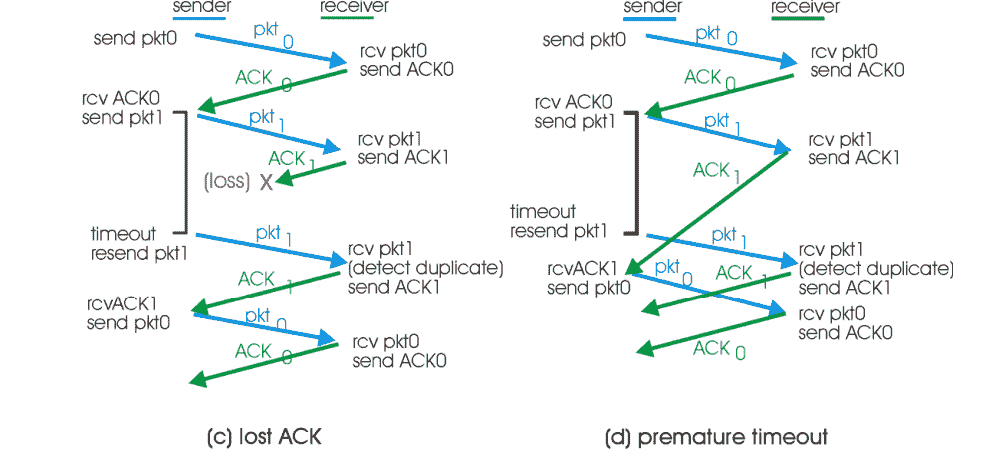 sender receiver
send pkt0
pkt 0
rcv pkt0
send ACK0
ACK 0
rcv ACK0
send pkt1
pkt 1
rcv pkt1
send ACK1
ACK 1
(loss) X
timeout
resend pkt1
pkt 1
rcv pkt1
(detect duplicate)
send ACK1
ACK 1
rcvACK1
send pkt0
pkt 0
rcv pkt0
send ACK0
ACK 0
(c) lost ACK
sender receiver
send pkt0
pkt 0
rcv pkt0
send ACK0
ACK 0
rcv ACK0
send pkt1
pkt 1
rcv pkt1
send ACK1
ACK 1
timeout
resend pkt1
pkt 1
rcv pkt1
(detect duplicate)
send ACK1
rcvACK1
send pkt0
pkt 0
ACK 1
rcv pkt0
send ACK0
ACK 0
(d) premature timeout